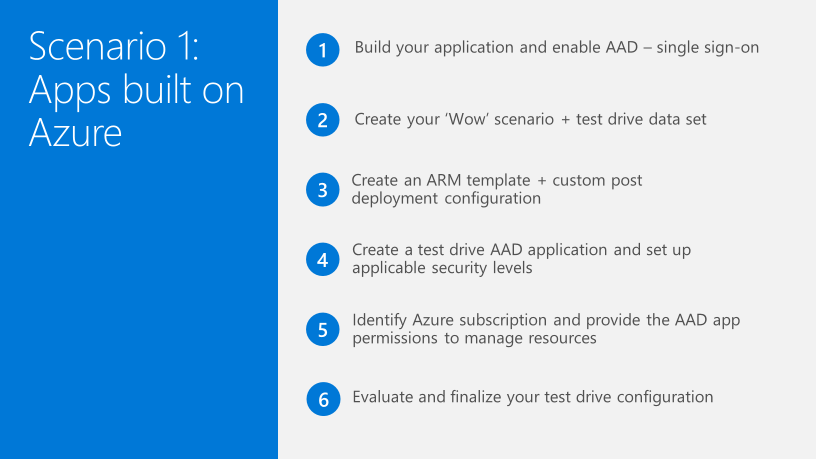 Scenario 1:
Apps built on
Azure
1
Build your application and enable AAD – single sign-on
2
Create your ‘Wow’ scenario + test drive data set
3
Create an ARM template + custom post
deployment configuration
4
Create a test drive AAD application and set up
applicable security levels
5
Identify Azure subscription and provide the AAD app
permissions to manage resources
6
Evaluate and finalize your test drive configuration